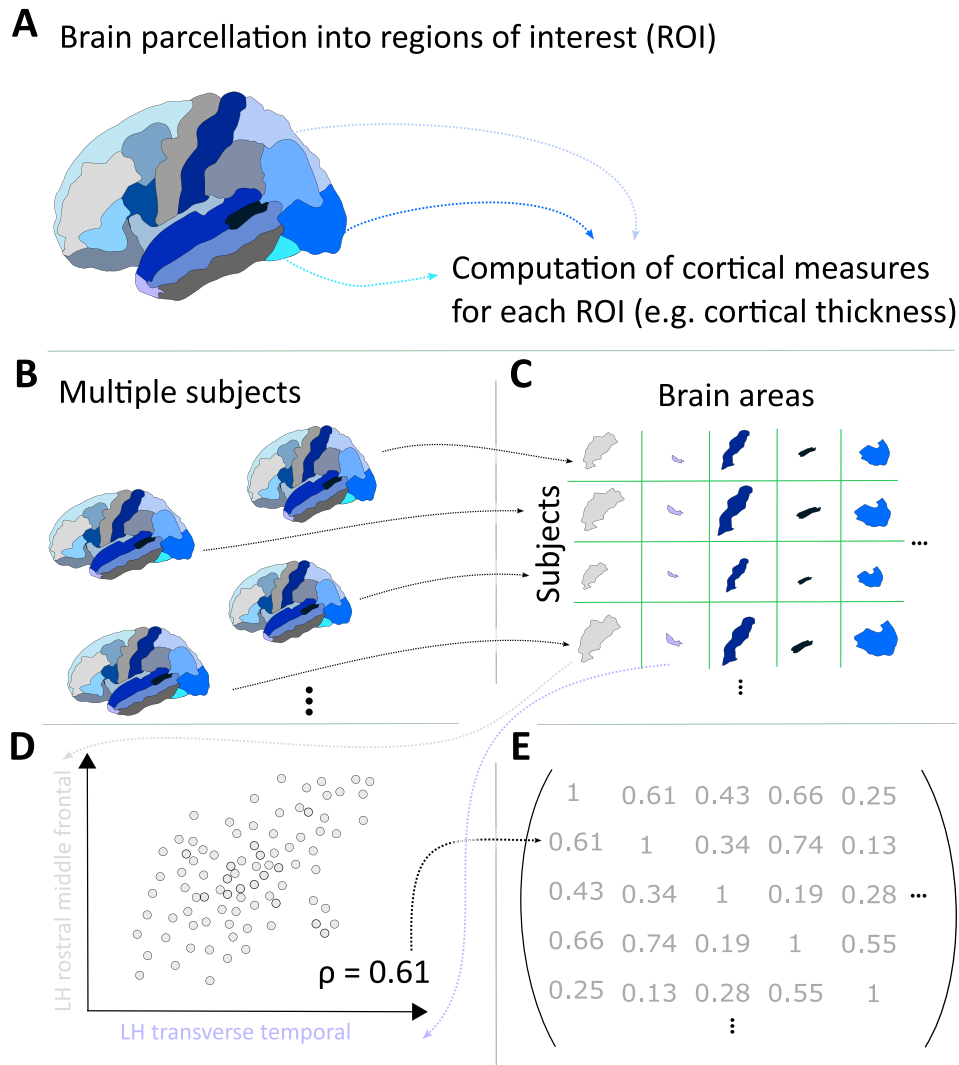 A
Brain parcellation into regions of interest (ROI)
Computation of cortical measures
for each ROI (e.g. cortical thickness)
B
Multiple subjects
C
Brain areas
Subjects
...
...
...
D
LH rostral middle frontal
ρ = 0.61
LH transverse temporal
E
1 0.61 0.43 0.66 0.25
0.61 1 0.34 0.74 0.13
0.43 0.34 1 0.19 0.28 ...
0.66 0.74 0.19 1 0.55
0.25 0.13 0.28 0.55 1
...